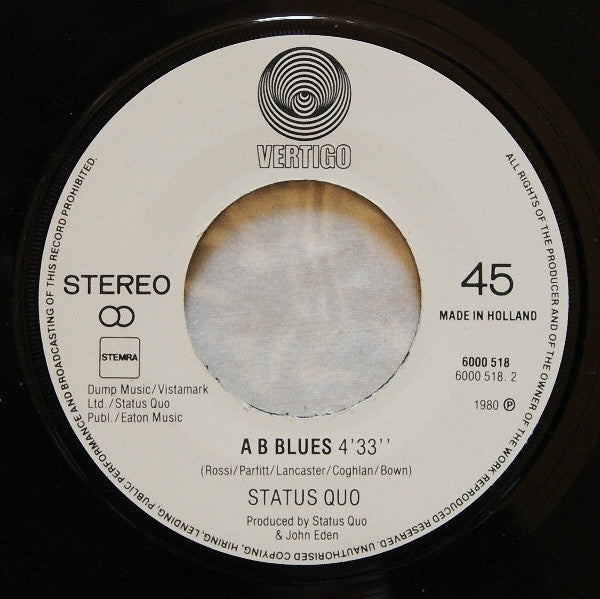 VERTIGO
STEREO
STEMRA
Dump Music/Vistamark
Ltd./Status Quo
Publ./Eaton Music
45
MADE IN HOLLAND
6000 518
6000 518. 2
1980 ℗
A B BLUES 4'33''
(Rossi/Parfitt/Lancaster/Coghlan/Bown)
STATUS QUO
Produced by Status Quo
& John Eden
ALL RIGHTS OF THE PRODUCER AND OF THE OWNER OF THE WORK REPRODUCED RESERVED. UNAUTHORISED COPYING, HIRING, LENDING, PUBLIC PERFORMANCE AND BROADCASTING OF THIS RECORD PROHIBITED.